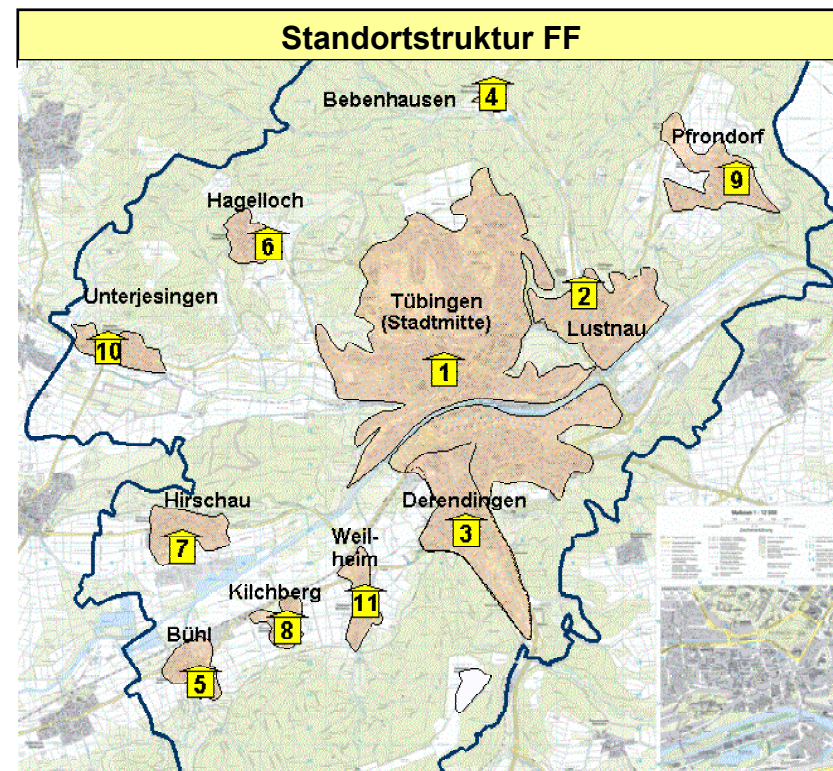 Standortstruktur FF
Bebenhausen
4
Pfrondorf
9
Hagelloch
6
Unterjesingen
10
Tübingen
(Stadtmitte)
1
2
Lustnau
Hirschau
7
Derendingen
3
Weil-
heim
11
Kilchberg
8
Bühl
5